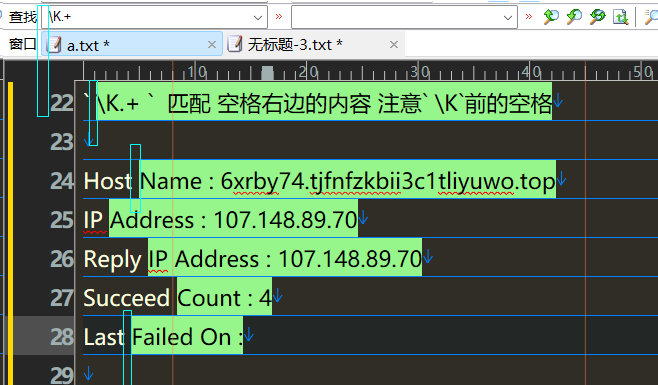 查找 \K.+ » »
窗口 a.txt * × 无标题-3.txt * ×
10 20 30 40 50
22 ` \K.+ `  匹配 空格右边的内容 注意` \K`前的空格↓
23 ↓
24 Host Name : 6xrby74.tjfnfzkbii3c1tliyuwo.top↓
25 IP Address : 107.148.89.70↓
26 Reply IP Address : 107.148.89.70↓
27 Succeed Count : 4↓
28 Last Failed On :↓
29 ↓